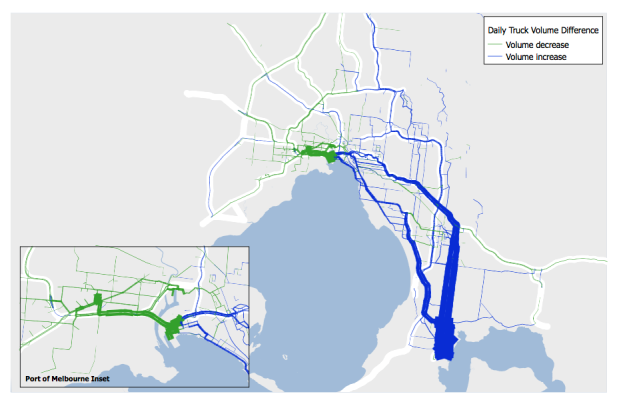 Daily Truck Volume Difference
Volume decrease
Volume increase
Port of Melbourne Inset